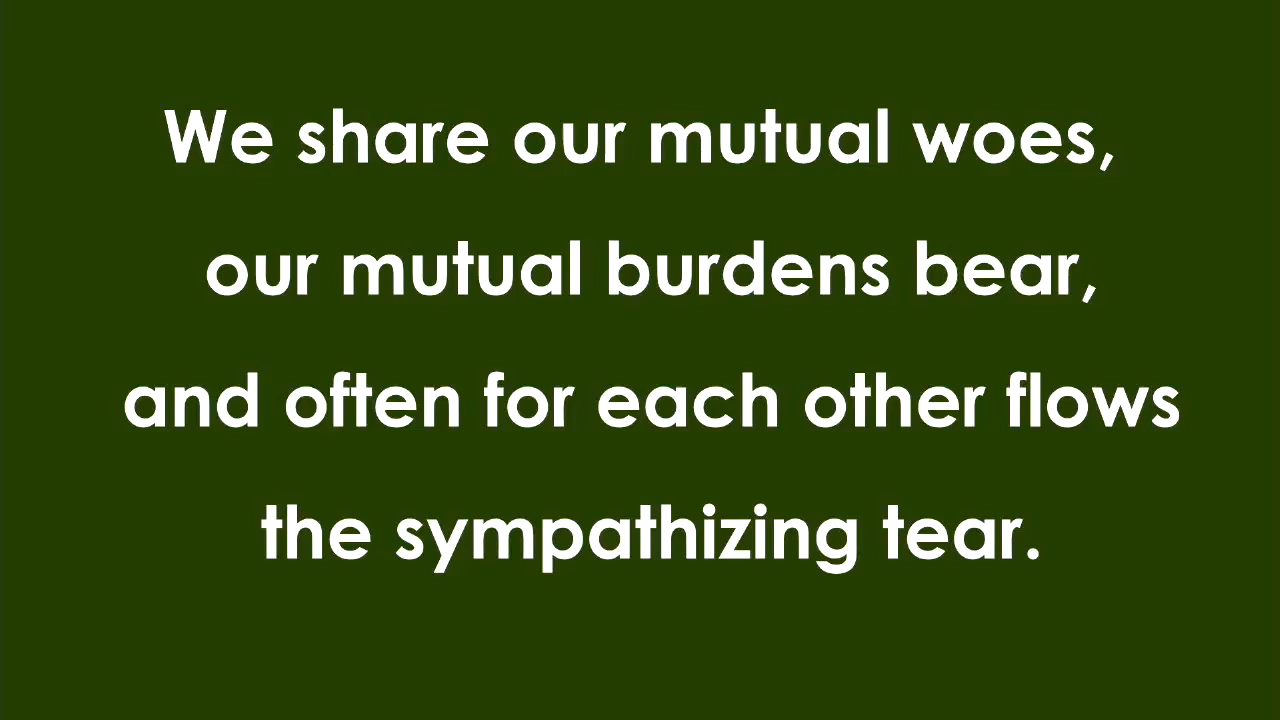 We share our mutual woes,
our mutual burdens bear,
and often for each other flows
the sympathizing tear.